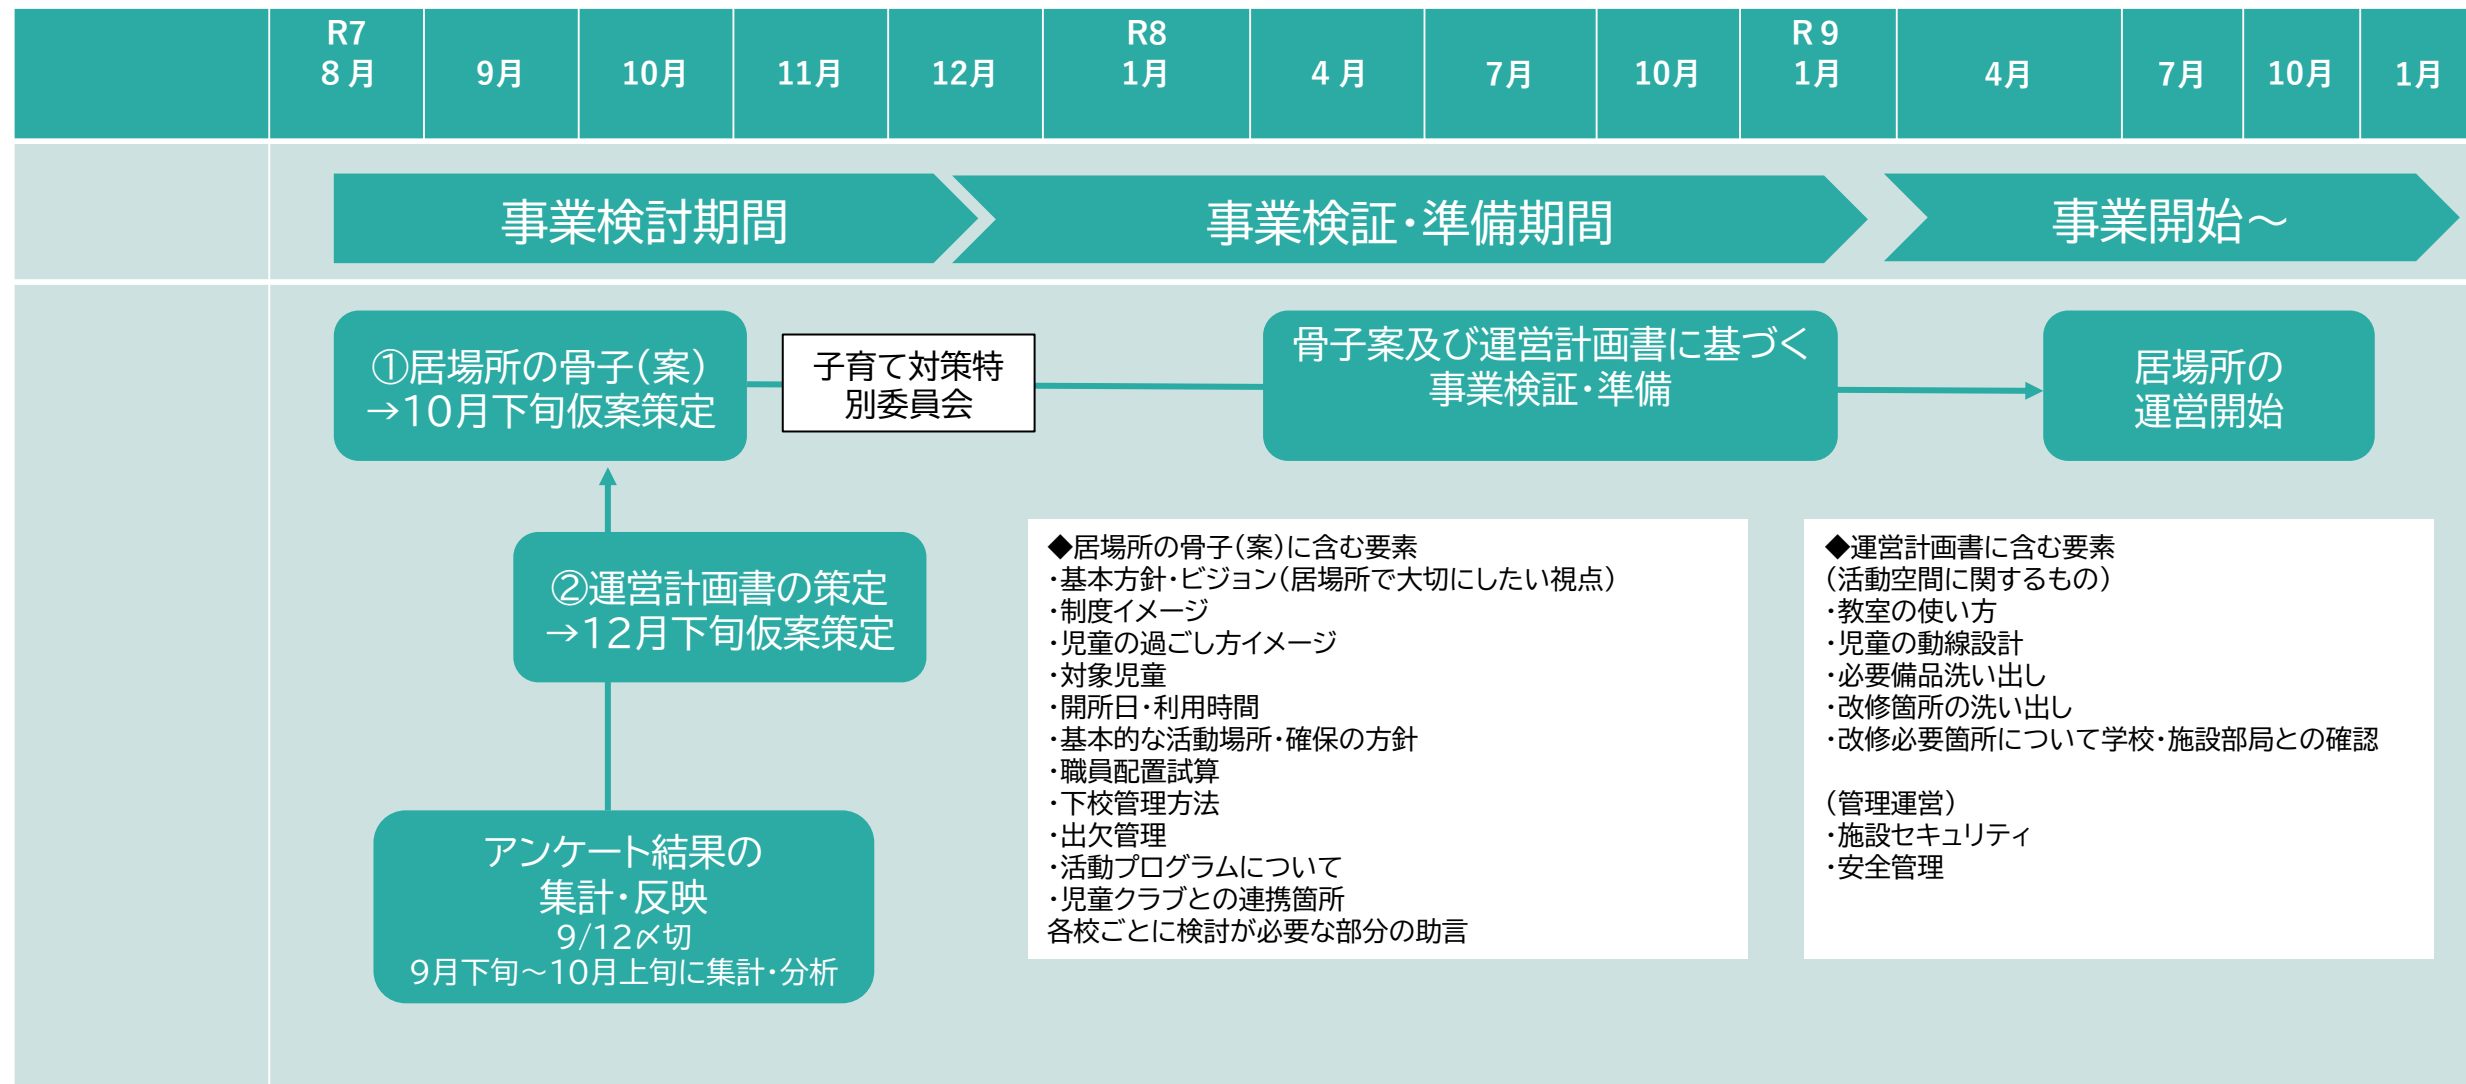 R7
8月
9月
10月
11月
12月
R8
1月
4月
7月
10月
R9
1月
4月
7月
10月
1月
事業検討期間
事業検証・準備期間
事業開始～
①居場所の骨子（案）
→10月下旬仮案策定
子育て対策特
別委員会
骨子案及び運営計画書に基づく
事業検証・準備
居場所の
運営開始
②運営計画書の策定
→12月下旬仮案策定
アンケート結果の
集計・反映
9/12〆切
9月下旬～10月上旬に集計・分析
◆居場所の骨子（案）に含む要素
・基本方針・ビジョン（居場所で大切にしたい視点）
・制度イメージ
・児童の過ごし方イメージ
・対象児童
・開所日・利用時間
・基本的な活動場所・確保の方針
・職員配置試算
・下校管理方法
・出欠管理
・活動プログラムについて
・児童クラブとの連携箇所
各校ごとに検討が必要な部分の助言
◆運営計画書に含む要素
（活動空間に関するもの）
・教室の使い方
・児童の動線設計
・必要備品洗い出し
・改修箇所の洗い出し
・改修必要箇所について学校・施設部局との確認
（管理運営）
・施設セキュリティ
・安全管理